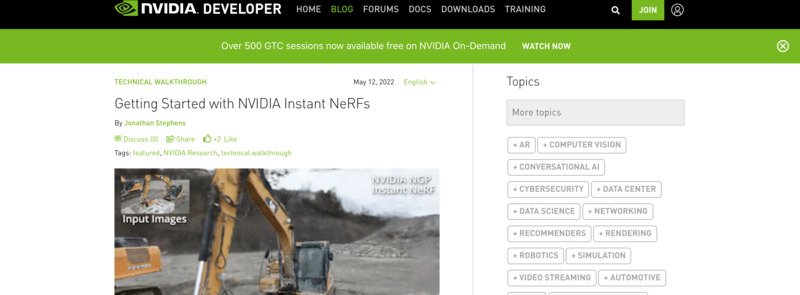 NVIDIA. DEVELOPER HOME BLOG FORUMS DOCS DOWNLOADS TRAINING JOIN
Over 500 GTC sessions now available free on NVIDIA On-Demand WATCH NOW
TECHNICAL WALKTHROUGH May 12, 2022 English
Getting Started with NVIDIA Instant NeRFs
By Jonathan Stephens
Discuss (0) Share +2 Like
Tags: featured, NVIDIA Research, technical walkthrough
NVIDIA NGP
Instant NeRF
Input Images
Topics
More topics
+ AR + COMPUTER VISION
+ CONVERSATIONAL AI
+ CYBERSECURITY + DATA CENTER
+ DATA SCIENCE + NETWORKING
+ RECOMMENDERS + RENDERING
+ ROBOTICS + SIMULATION
+ VIDEO STREAMING + AUTOMOTIVE